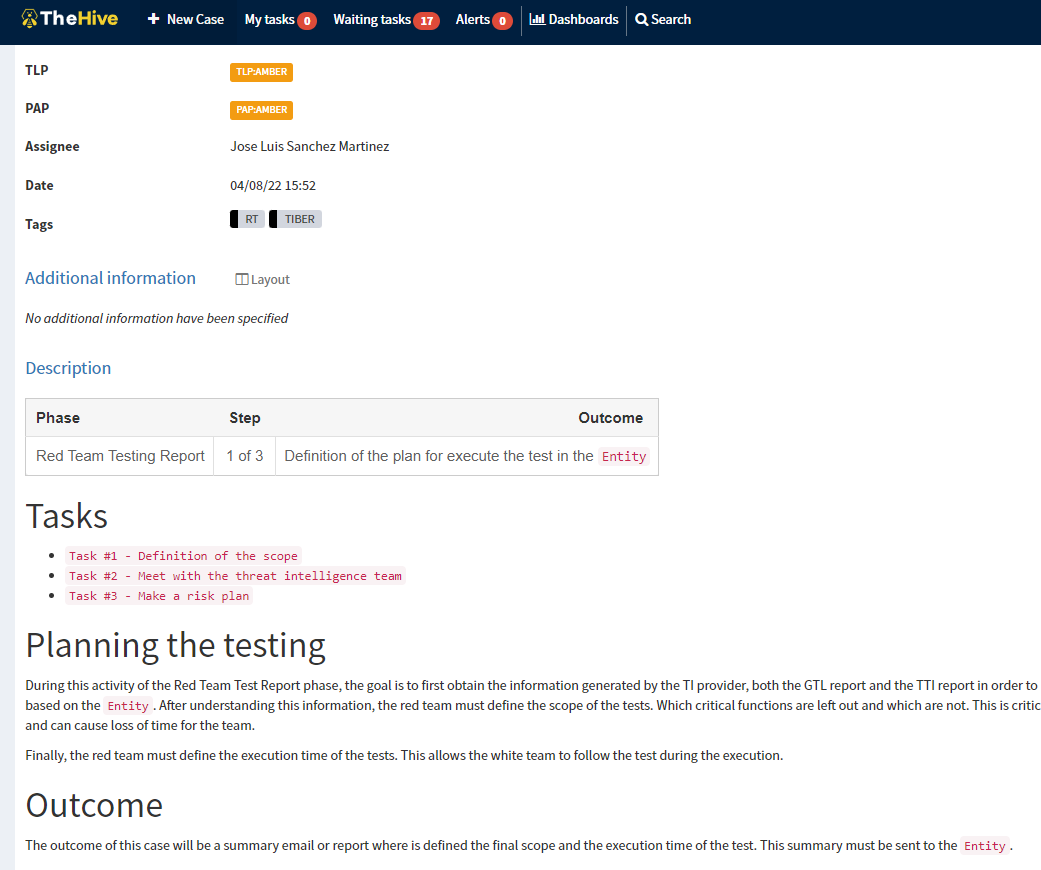 TheHive + New Case My tasks 0 Waiting tasks 17 Alerts 0 Dashboards Search
TLP TLP:AMBER
PAP PAP:AMBER
Assignee Jose Luis Sanchez Martinez
Date 04/08/22 15:52
Tags RT TIBER
Additional information Layout
No additional information have been specified
Description
Phase Step Outcome
Red Team Testing Report 1 of 3 Definition of the plan for execute the test in the Entity
Tasks
Task #1 - Definition of the scope
Task #2 - Meet with the threat intelligence team
Task #3 - Make a risk plan
Planning the testing
During this activity of the Red Team Test Report phase, the goal is to first obtain the information generated by the TI provider, both the GTL report and the TTI report in order to
based on the Entity . After understanding this information, the red team must define the scope of the tests. Which critical functions are left out and which are not. This is critic
and can cause loss of time for the team.
Finally, the red team must define the execution time of the tests. This allows the white team to follow the test during the execution.
Outcome
The outcome of this case will be a summary email or report where is defined the final scope and the execution time of the test. This summary must be sent to the Entity .